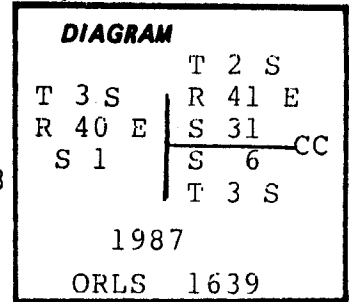 DIAGRAM
T 2 S
T 3 S R 41 E
R 40 E S 31
S 1 S 6 CC
T 3 S
1987
ORLS 1639